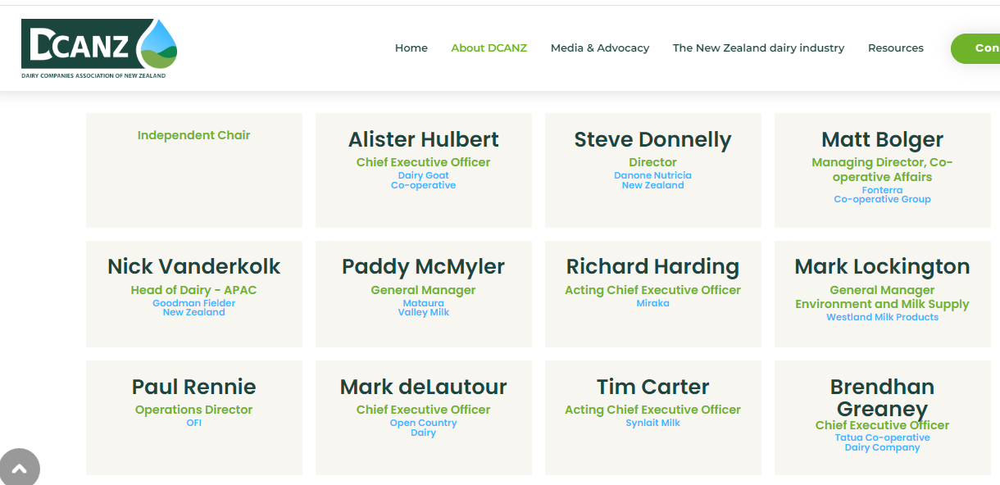 DCANZ
DAIRY COMPANIES ASSOCIATION OF NEW ZEALAND
Home
About DCANZ
Media & Advocacy
The New Zealand dairy industry
Resources
Con
Independent Chair
Alister Hulbert
Chief Executive Officer
Dairy Goat
Co-operative
Steve Donnelly
Director
Danone Nutricia
New Zealand
Matt Bolger
Managing Director, Co-
operative Affairs
Fonterra
Co-operative Group
Nick Vanderkolk
Head of Dairy - APAC
Goodman Fielder
New Zealand
Paddy McMyler
General Manager
Mataura
Valley Milk
Richard Harding
Acting Chief Executive Officer
Miraka
Mark Lockington
General Manager
Environment and Milk Supply
Westland Milk Products
Paul Rennie
Operations Director
OFI
Mark deLautour
Chief Executive Officer
Open Country
Dairy
Tim Carter
Acting Chief Executive Officer
Synlait Milk
Brendhan
Greaney
Chief Executive Officer
Tatua Co-operative
Dairy Company